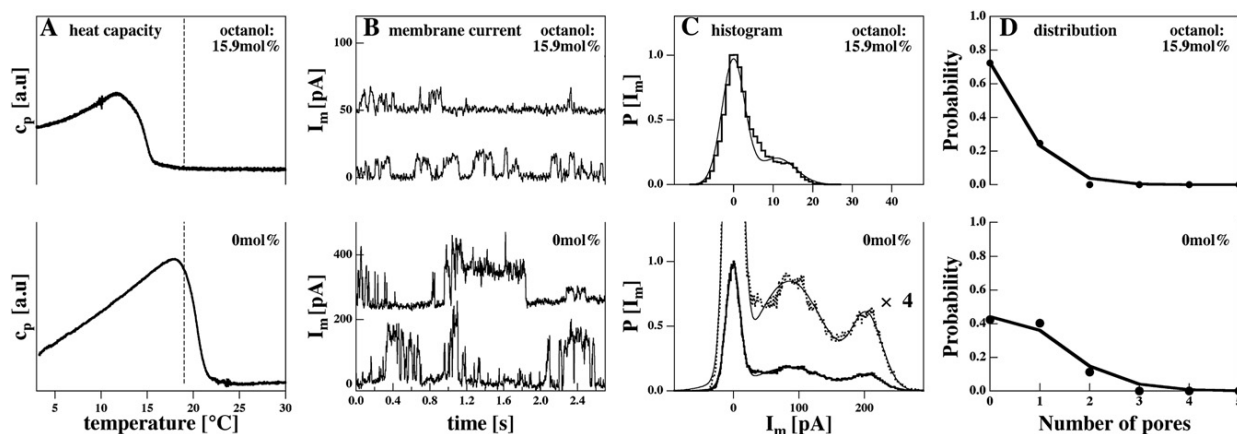 A heat capacity octanol: 15.9mol%
c_p [a.u]
B membrane current octanol: 15.9mol%
100
50
0
I_m [pA]
C histogram octanol: 15.9mol%
1.0
0.5
0.0
P [I_m]
0 10 20 30 40
D distribution octanol: 15.9mol%
1.0
0.8
0.6
0.4
0.2
0.0
Probability
0mol%
c_p [a.u]
5 10 15 20 25 30
temperature [°C]
0mol%
400
200
0
I_m [pA]
0.0 0.4 0.8 1.2 1.6 2.0 2.4
time [s]
0mol%
× 4
1.0
0.5
0.0
P [I_m]
0 100 200
I_m [pA]
0mol%
1.0
0.8
0.6
0.4
0.2
0.0
Probability
0 1 2 3 4
Number of pores